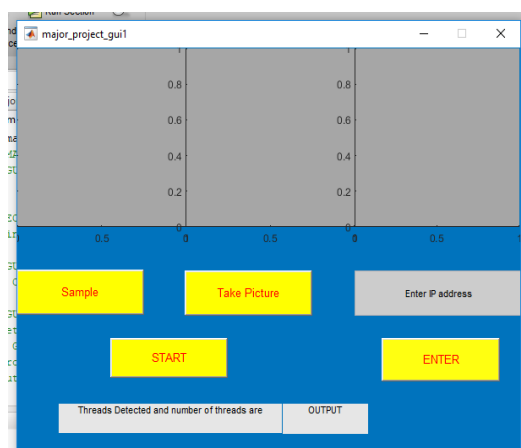 Run Section
major_project_gui1
1
1
0.8
0.8
0.6
0.6
0.4
0.4
0.2
0.2
0
0
0.5
0
0.5
0
0.5
1
Sample
Take Picture
Enter IP address
START
ENTER
Threads Detected and number of threads are
OUTPUT